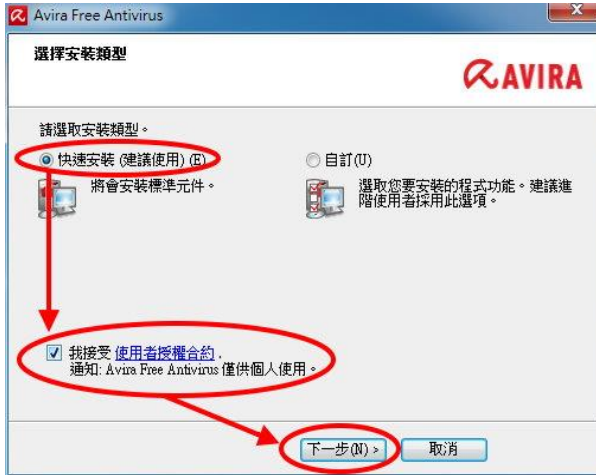 Avira Free Antivirus
選擇安裝類型
AVIRA
請選取安裝類型。
快速安裝 (建議使用) (E)
將會安裝標準元件。
自訂(U)
選取您要安裝的程式功能。建議進
階使用者採用此選項。
我接受 使用者授權合約 .
通知: Avira Free Antivirus 僅供個人使用。
下一步(N) >
取消